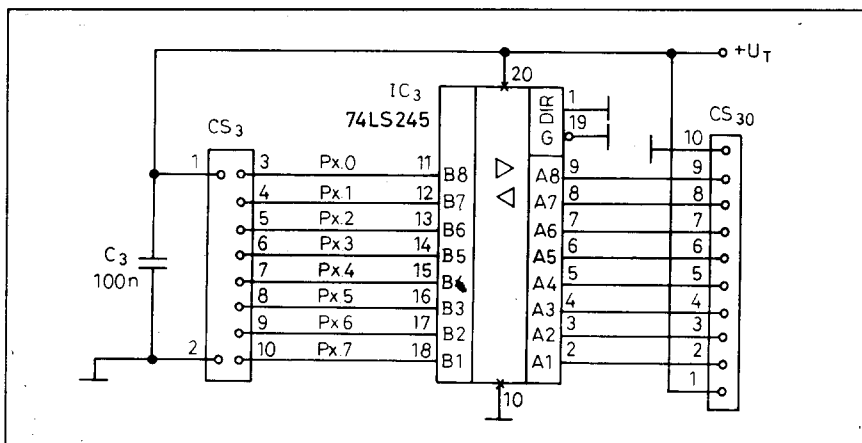 +U_T
20
IC3
74LS245
DIR 1
G 19
CS3
CS30
10
1 3 Px.0 11 B8 A8 9 9
4 Px.1 12 B7 A7 8 8
5 Px.2 13 B6 A6 7 7
6 Px.3 14 B5 A5 6 6
C3
100n
7 Px.4 15 B4 A4 5 5
8 Px.5 16 B3 A3 4 4
9 Px.6 17 B2 A2 3 3
2 10 Px.7 18 B1 A1 2 2
1
10